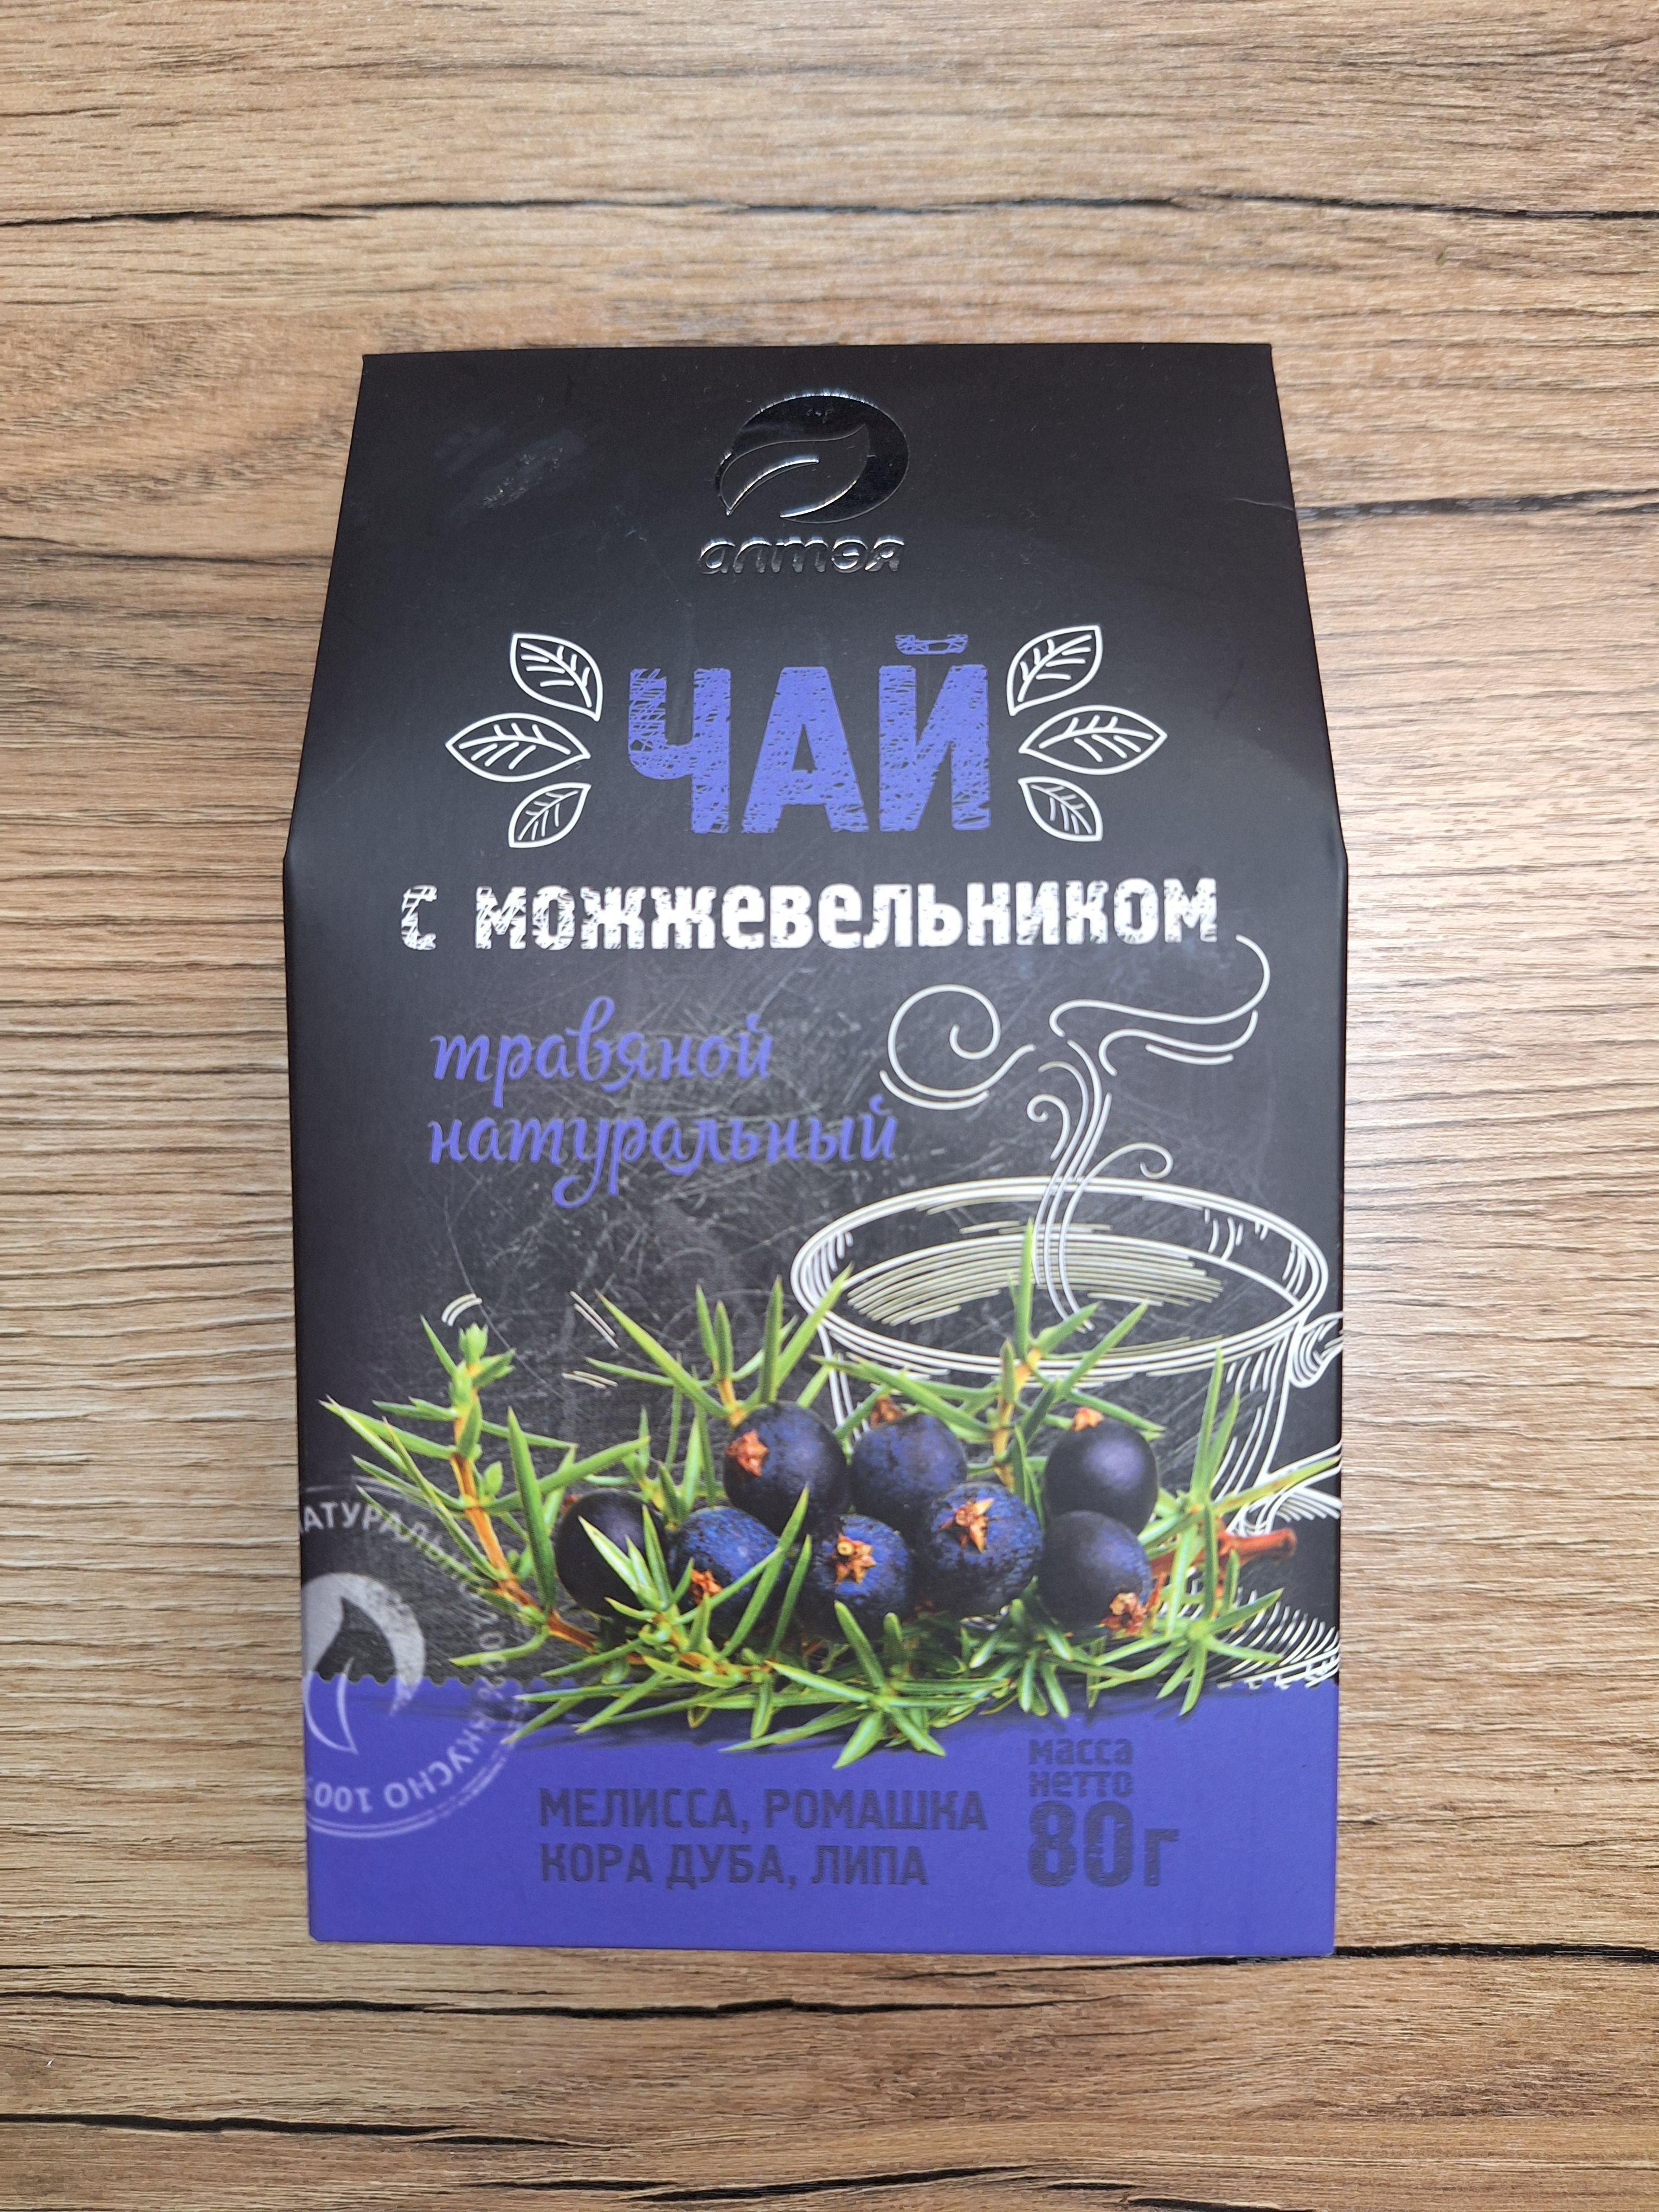 алтэя
ЧАЙ
с можжевельником
травяной
натуральный
МЕЛИССА, РОМАШКА
КОРА ДУБА, ЛИПА
масса
нетто
80г